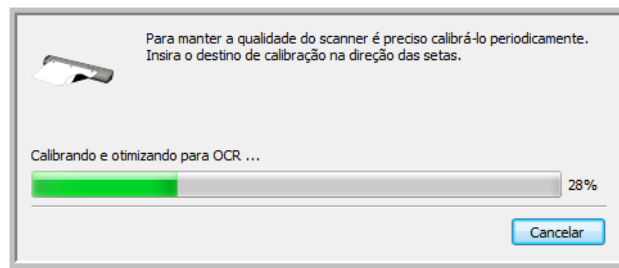 Para manter a qualidade do scanner é preciso calibrá-lo periodicamente.
Insira o destino de calibração na direção das setas.
Calibrando e otimizando para OCR ...
28%
Cancelar